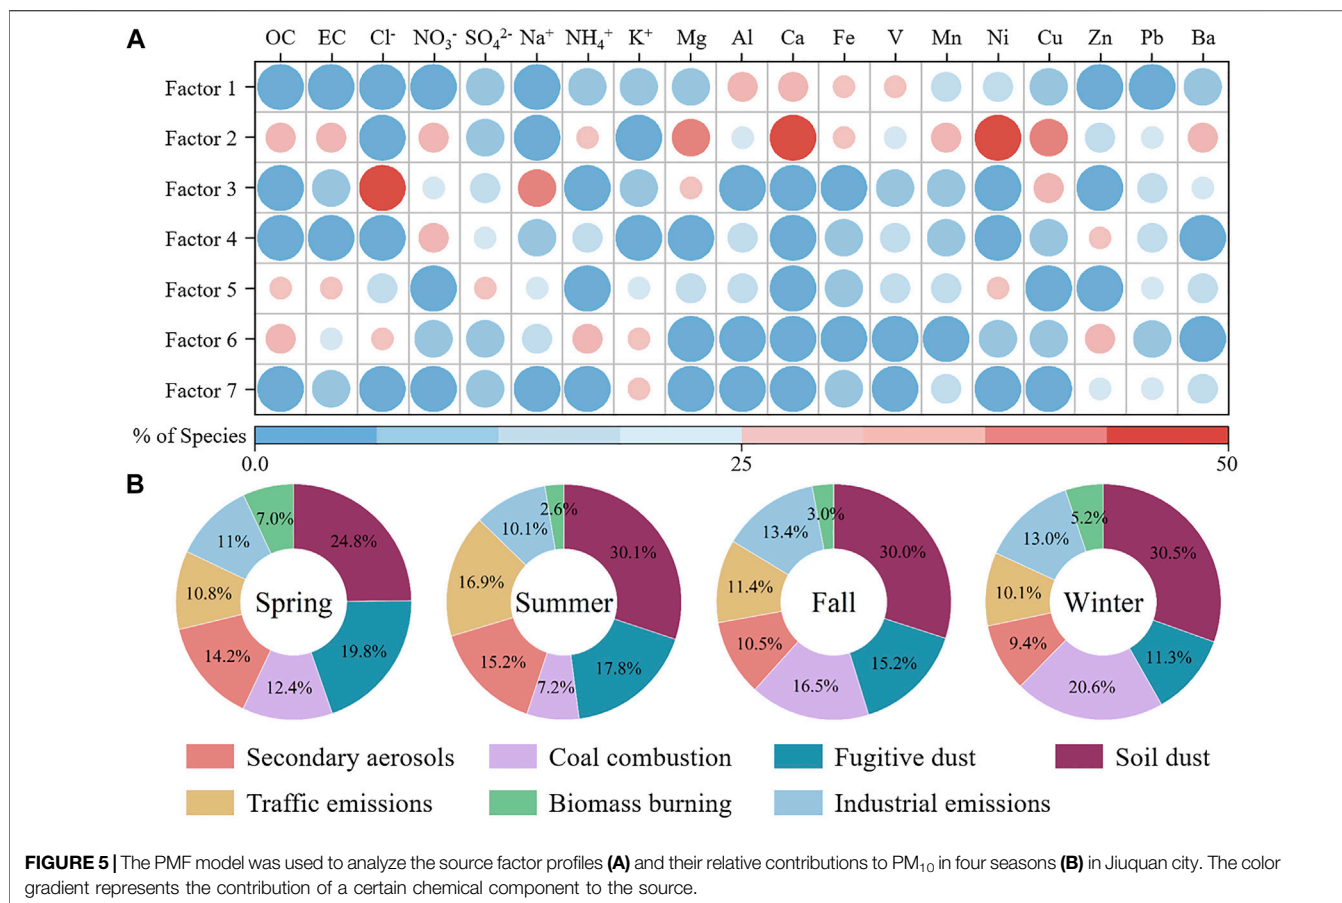 A
OC EC Cl⁻ NO₃⁻ SO₄²⁻ Na⁺ NH₄⁺ K⁺ Mg Al Ca Fe V Mn Ni Cu Zn Pb Ba
Factor 1
Factor 2
Factor 3
Factor 4
Factor 5
Factor 6
Factor 7
% of Species
0.0 25 50
B
Spring
24.8%
19.8%
12.4%
14.2%
10.8%
11%
7.0%
Summer
30.1%
17.8%
7.2%
15.2%
16.9%
10.1%
2.6%
Fall
30.0%
15.2%
16.5%
10.5%
11.4%
13.4%
3.0%
Winter
30.5%
11.3%
20.6%
9.4%
10.1%
13.0%
5.2%
Secondary aerosols Coal combustion Fugitive dust Soil dust
Traffic emissions Biomass burning Industrial emissions
FIGURE 5 | The PMF model was used to analyze the source factor profiles (A) and their relative contributions to PM₁₀ in four seasons (B) in Jiuquan city. The color
gradient represents the contribution of a certain chemical component to the source.